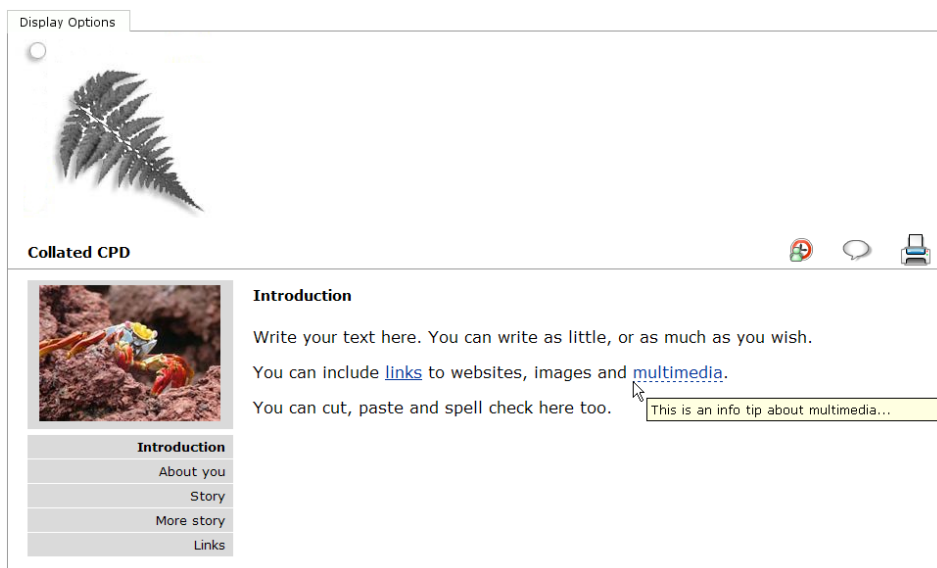 Display Options
Collated CPD
Introduction
Write your text here. You can write as little, or as much as you wish.
You can include links to websites, images and multimedia.
You can cut, paste and spell check here too.
This is an info tip about multimedia...
Introduction
About you
Story
More story
Links